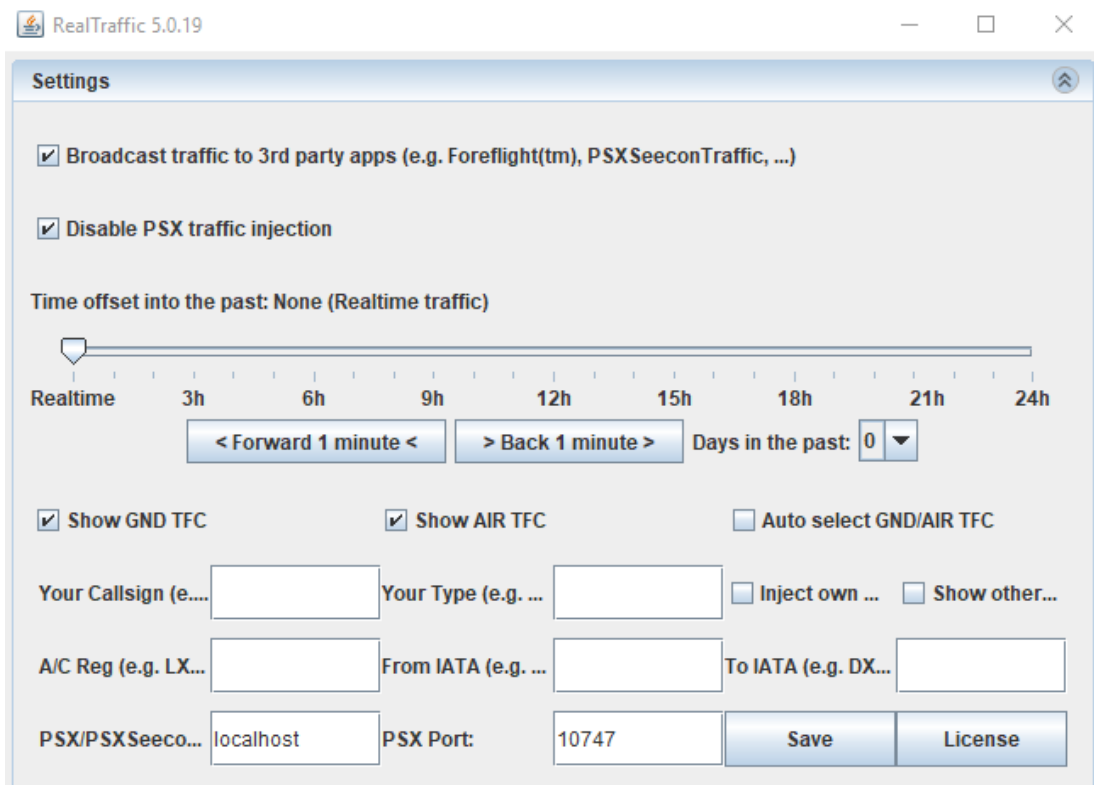 RealTraffic 5.0.19
Settings
Broadcast traffic to 3rd party apps (e.g. Foreflight(tm), PSXSeeconTraffic, ...)
Disable PSX traffic injection
Time offset into the past: None (Realtime traffic)
Realtime 3h 6h 9h 12h 15h 18h 21h 24h
< Forward 1 minute < > Back 1 minute > Days in the past: 0
Show GND TFC Show AIR TFC Auto select GND/AIR TFC
Your Callsign (e.... Your Type (e.g. ... Inject own ... Show other...
A/C Reg (e.g. LX... From IATA (e.g. ... To IATA (e.g. DX...
PSX/PSXSeeco... localhost PSX Port: 10747 Save License